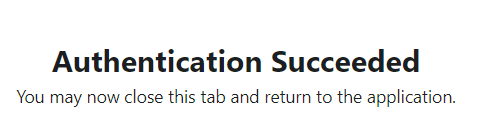 Authentication Succeeded
You may now close this tab and return to the application.